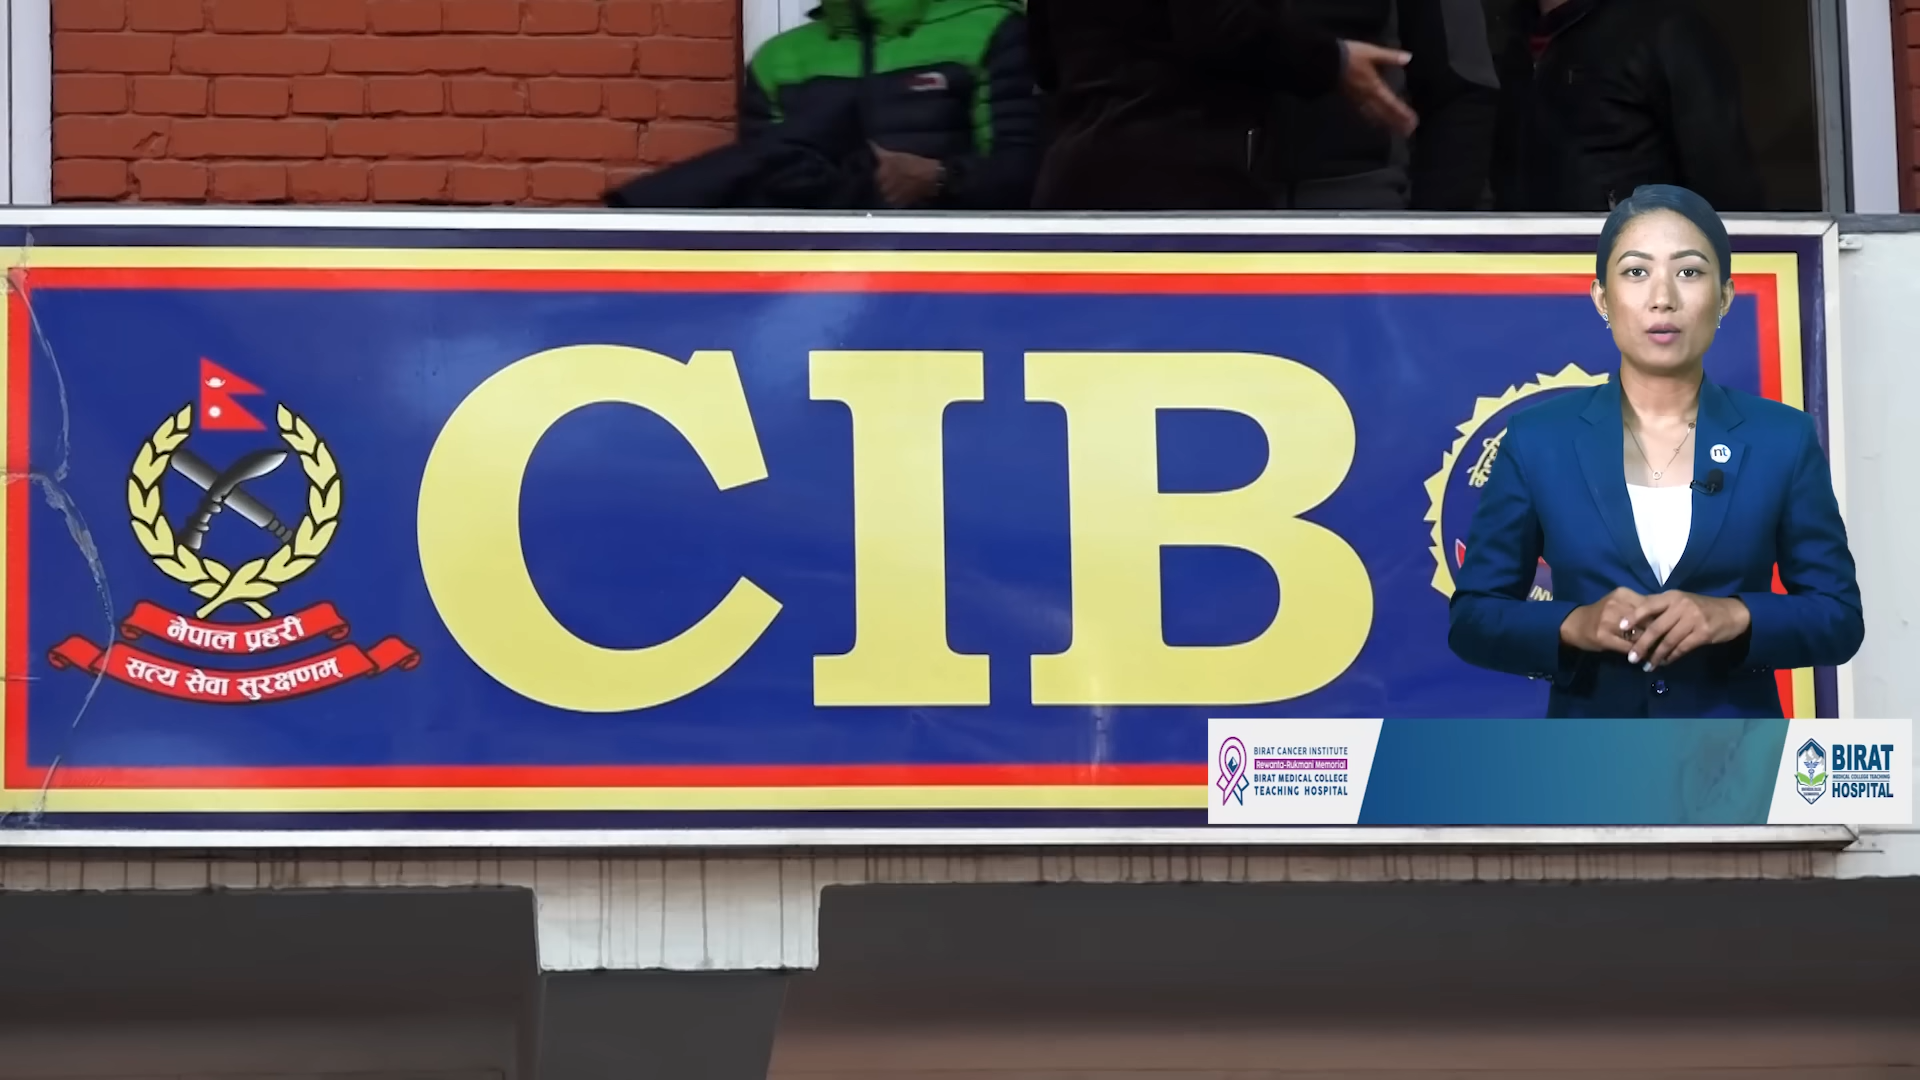 CIB
नेपाल प्रहरी
सत्य सेवा सुरक्षणम्
nt
BIRAT CANCER INSTITUTE
Rewanta-Rukmani Memorial
BIRAT MEDICAL COLLEGE
TEACHING HOSPITAL
BIRAT
MEDICAL COLLEGE TEACHING
HOSPITAL